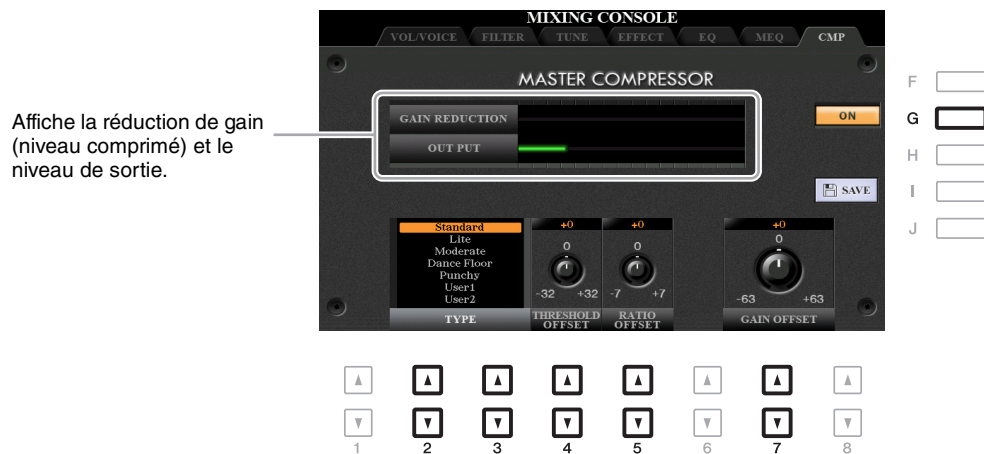 MIXING CONSOLE
VOL/VOICE FILTER TUNE EFFECT EQ MEQ CMP
MASTER COMPRESSOR
Affiche la réduction de gain
(niveau comprimé) et le
niveau de sortie.
GAIN REDUCTION
OUT PUT
ON
SAVE
F
G
H
I
J
Standard
Lite
Moderate
Dance Floor
Punchy
User1
User2
TYPE
+0
0
-32 +32
THRESHOLD
OFFSET
+0
0
-7 +7
RATIO
OFFSET
+0
0
-63 +63
GAIN OFFSET
1 2 3 4 5 6 7 8